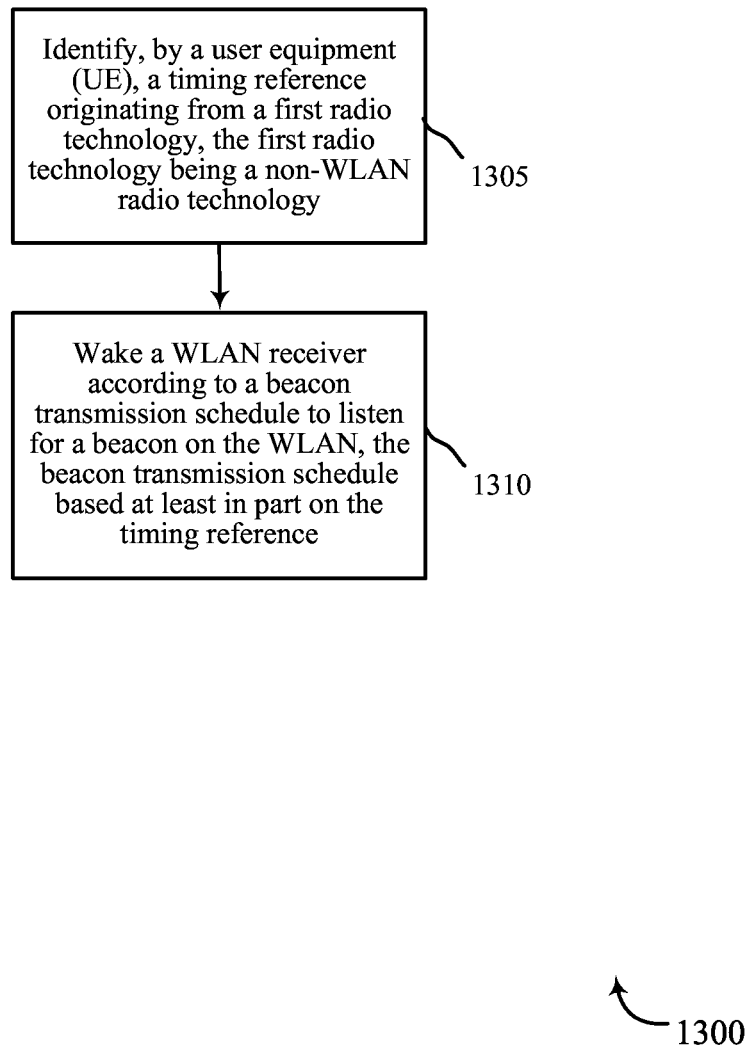 Identify, by a user equipment
(UE), a timing reference
originating from a first radio
technology, the first radio
technology being a non-WLAN
radio technology
1305
Wake a WLAN receiver
according to a beacon
transmission schedule to listen
for a beacon on the WLAN, the
beacon transmission schedule
based at least in part on the
timing reference
1310
1300